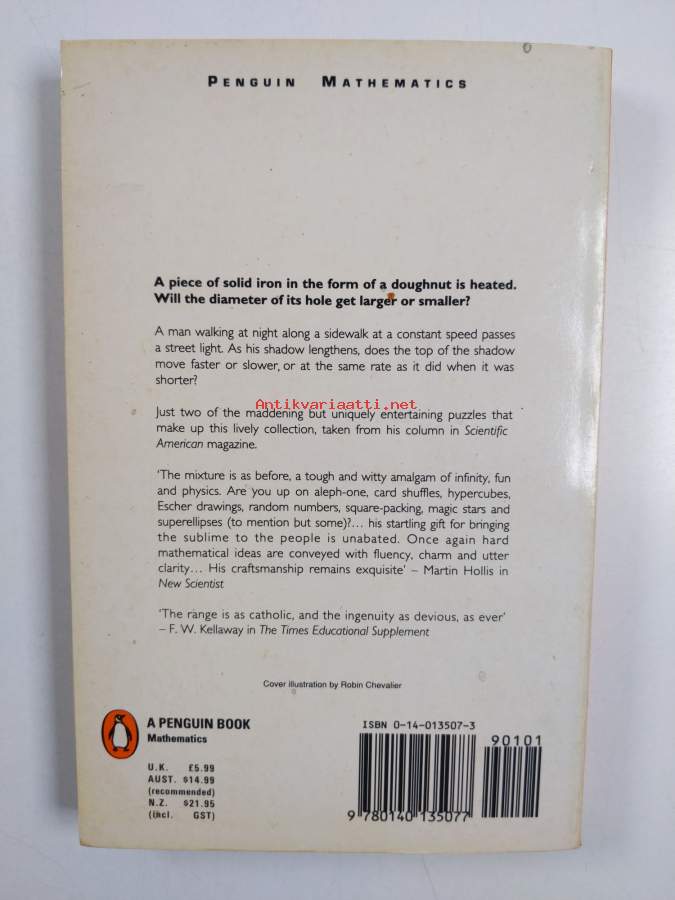 PENGUIN MATHEMATICS
A piece of solid iron in the form of a doughnut is heated.
Will the diameter of its hole get larger or smaller?
A man walking at night along a sidewalk at a constant speed passes
a street light. As his shadow lengthens, does the top of the shadow
move faster or slower, or at the same rate as it did when it was
shorter?
Antikvariaatti.net
Just two of the maddening but uniquely entertaining puzzles that
make up this lively collection, taken from his column in Scientific
American magazine.
'The mixture is as before, a tough and witty amalgam of infinity, fun
and physics. Are you up on aleph-one, card shuffles, hypercubes,
Escher drawings, random numbers, square-packing, magic stars and
superellipses (to mention but some)?... his startling gift for bringing
the sublime to the people is unabated. Once again hard
mathematical ideas are conveyed with fluency, charm and utter
clarity... His craftsmanship remains exquisite' – Martin Hollis in
New Scientist
'The range is as catholic, and the ingenuity as devious, as ever'
– F. W. Kellaway in The Times Educational Supplement
Cover illustration by Robin Chevalier
A PENGUIN BOOK
Mathematics
U.K. £5.99
AUST. $14.99
(recommended)
N.Z. $21.95
(incl. GST)
ISBN 0-14-013507-3
90101
9 780140 135077